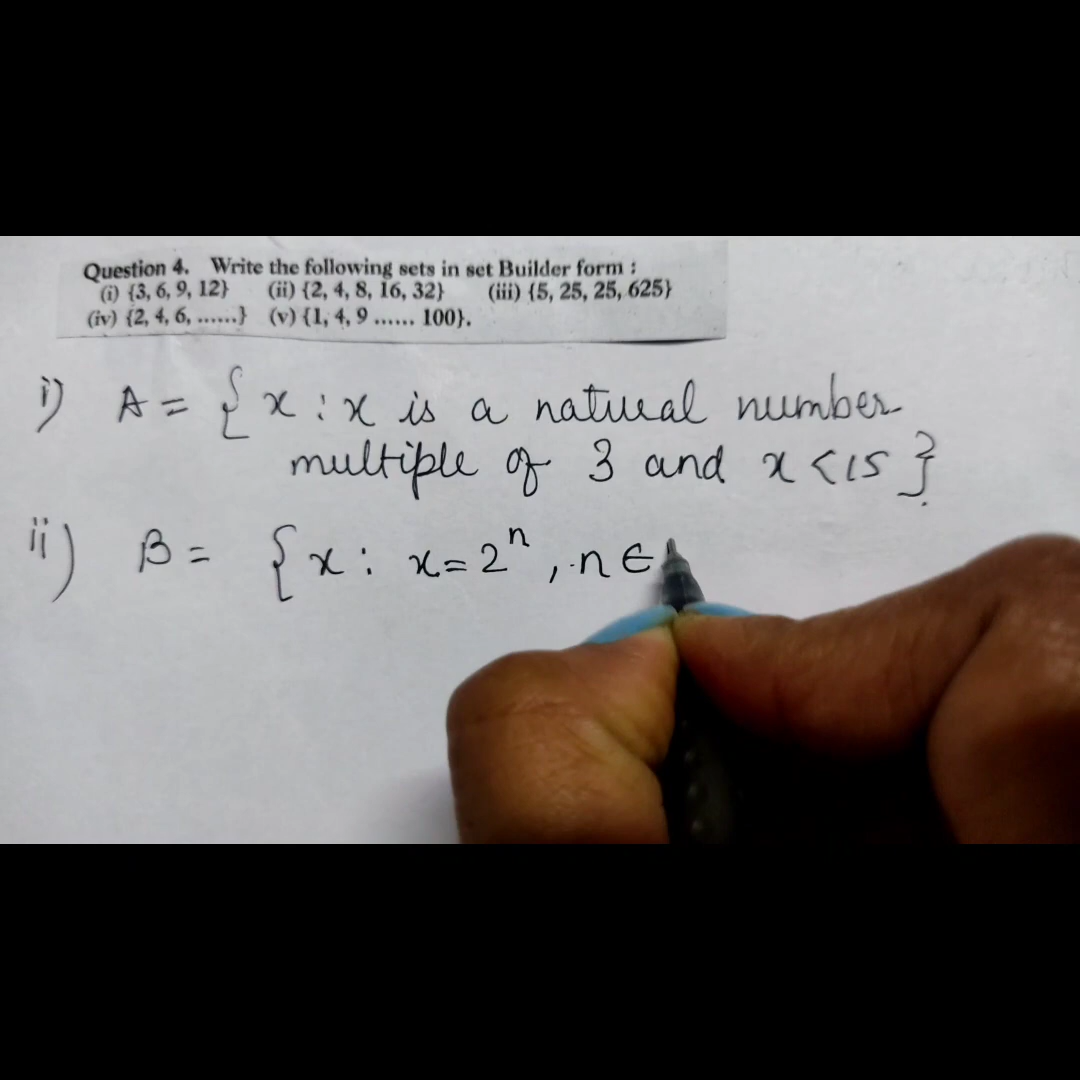 Question 4. Write the following sets in set Builder form :
(i) {3, 6, 9, 12} (ii) {2, 4, 8, 16, 32} (iii) {5, 25, 25, 625}
(iv) {2, 4, 6, ......} (v) {1, 4, 9 ...... 100}.
i) A = { x : x is a natural number
multiple of 3 and x < 15 }
ii) B = { x : x = 2ⁿ , n ∈